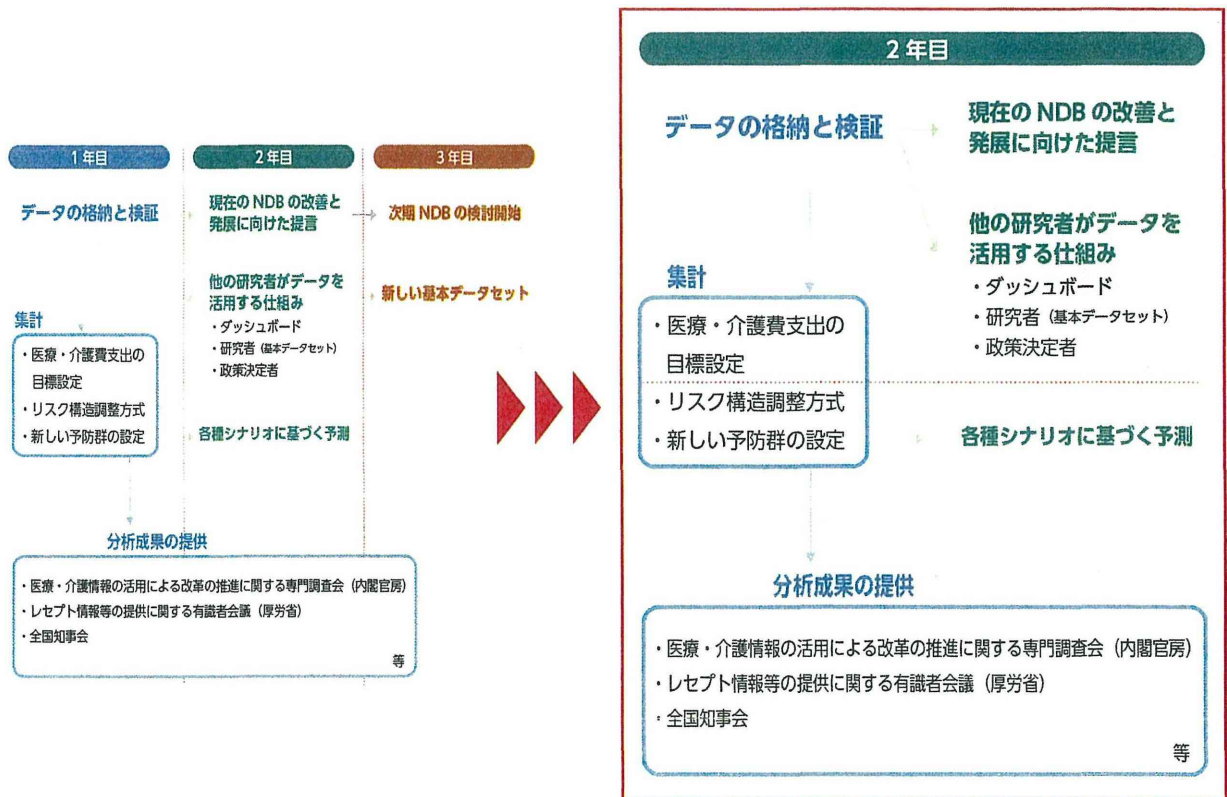 1年目
2年目
3年目
データの格納と検証
現在の NDB の改善と
発展に向けた提言
次期 NDB の検討開始
他の研究者がデータを
活用する仕組み
・ダッシュボード
・研究者（基本データセット）
・政策決定者
新しい基本データセット
集計
・医療・介護費支出の
目標設定
・リスク構造調整方式
・新しい予防群の設定
各種シナリオに基づく予測
分析成果の提供
・医療・介護情報の活用による改革の推進に関する専門調査会（内閣官房）
・レセプト情報等の提供に関する有識者会議（厚労省）
・全国知事会
等
2年目
データの格納と検証
現在の NDB の改善と
発展に向けた提言
他の研究者がデータを
活用する仕組み
・ダッシュボード
・研究者（基本データセット）
・政策決定者
集計
・医療・介護費支出の
目標設定
・リスク構造調整方式
・新しい予防群の設定
各種シナリオに基づく予測
分析成果の提供
・医療・介護情報の活用による改革の推進に関する専門調査会（内閣官房）
・レセプト情報等の提供に関する有識者会議（厚労省）
・全国知事会
等